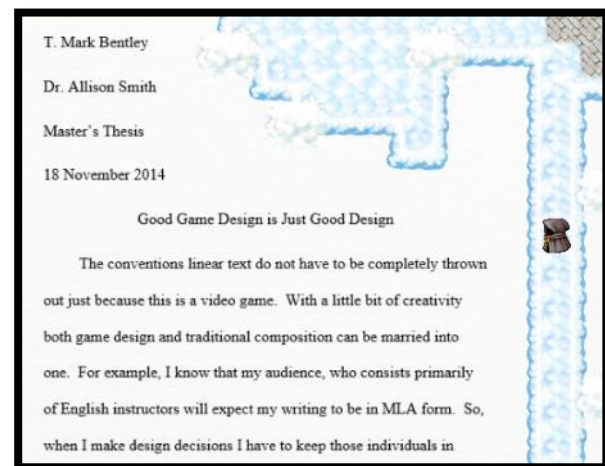 T. Mark Bentley
Dr. Allison Smith
Master's Thesis
18 November 2014
Good Game Design is Just Good Design
The conventions linear text do not have to be completely thrown
out just because this is a video game.  With a little bit of creativity
both game design and traditional composition can be married into
one.  For example, I know that my audience, who consists primarily
of English instructors will expect my writing to be in MLA form.  So,
when I make design decisions I have to keep those individuals in